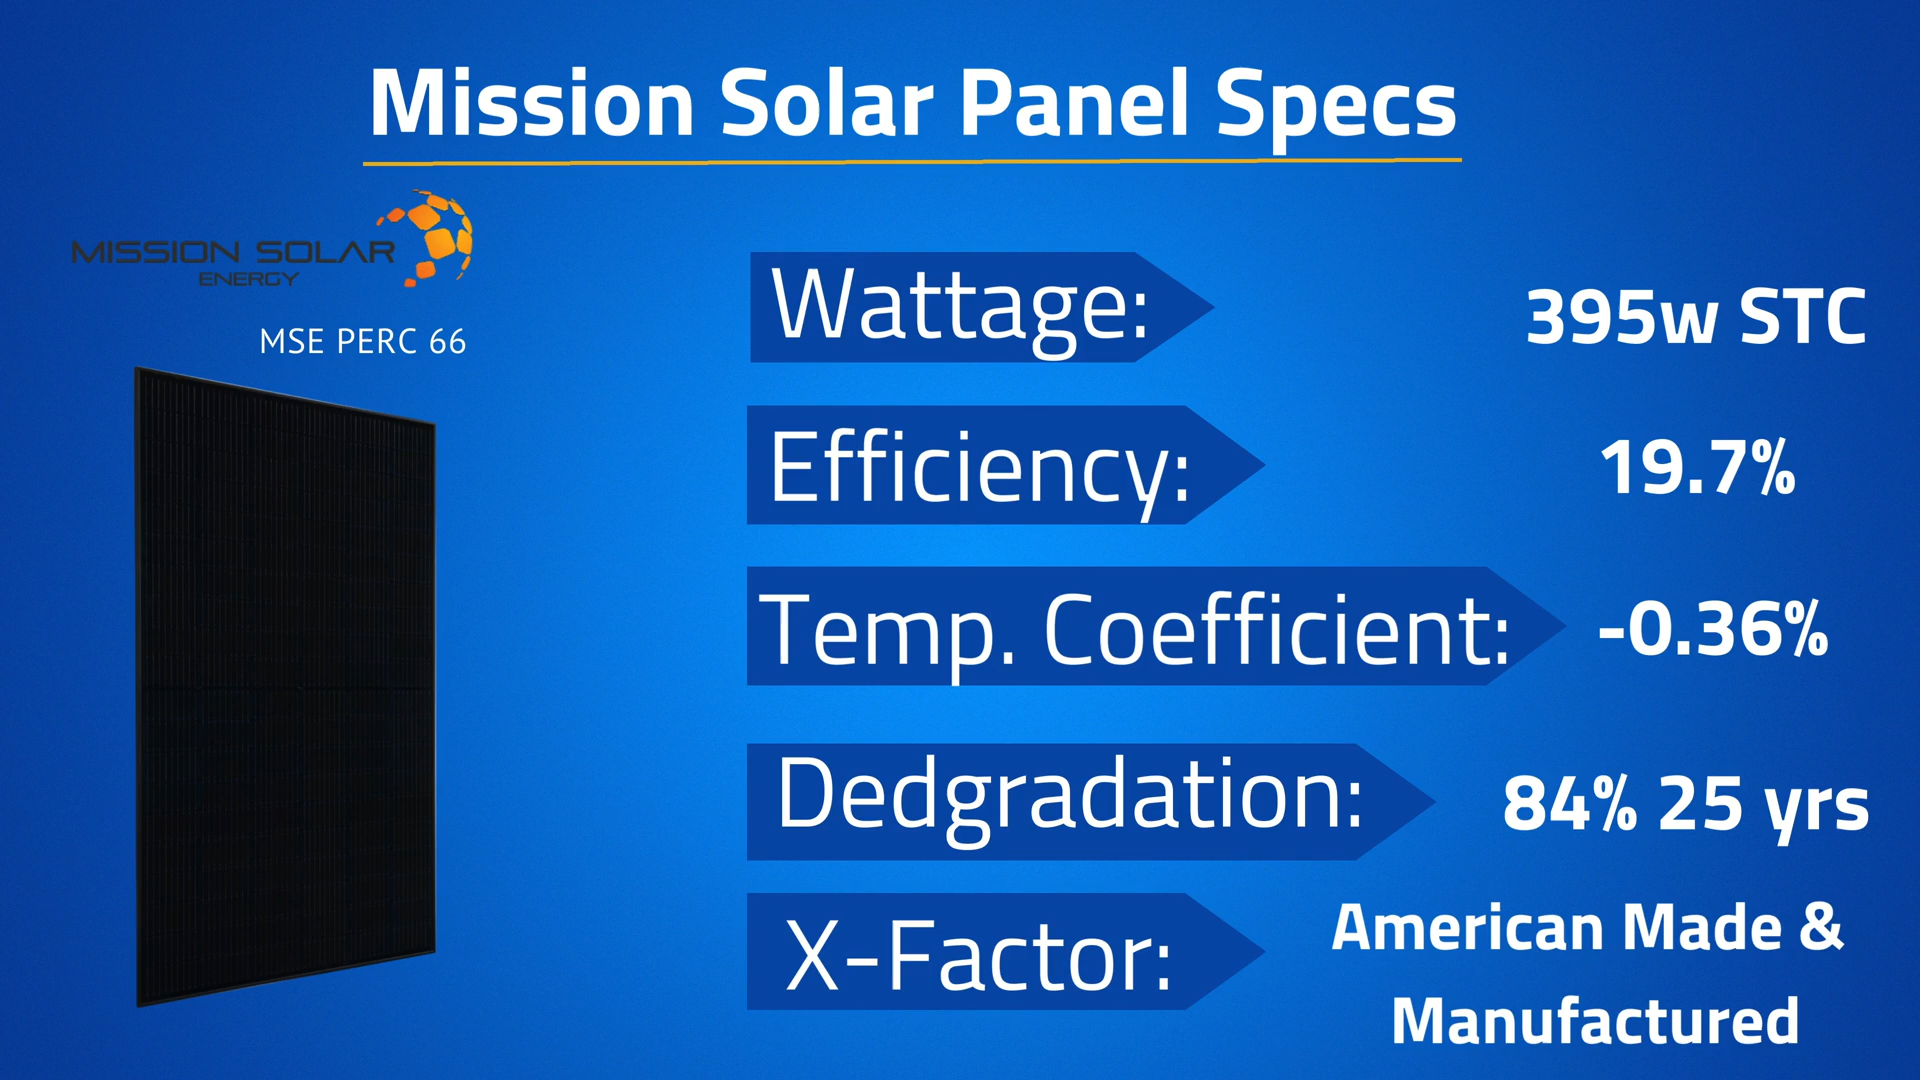 Mission Solar Panel Specs
MISSION SOLAR
ENERGY
MSE PERC 66
Wattage: 395w STC
Efficiency: 19.7%
Temp. Coefficient: -0.36%
Dedgradation: 84% 25 yrs
X-Factor: American Made &
Manufactured